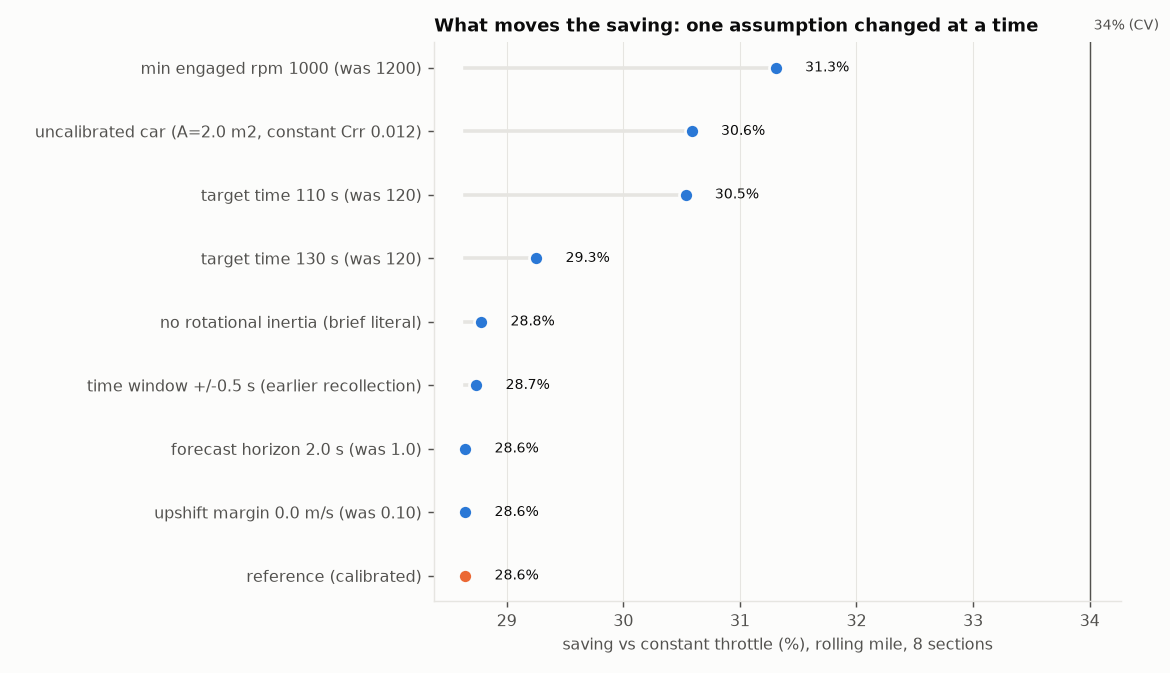 What moves the saving: one assumption changed at a time
34% (CV)
min engaged rpm 1000 (was 1200)
31.3%
uncalibrated car (A=2.0 m2, constant Crr 0.012)
30.6%
target time 110 s (was 120)
30.5%
target time 130 s (was 120)
29.3%
no rotational inertia (brief literal)
28.8%
time window +/-0.5 s (earlier recollection)
28.7%
forecast horizon 2.0 s (was 1.0)
28.6%
upshift margin 0.0 m/s (was 0.10)
28.6%
reference (calibrated)
28.6%
29 30 31 32 33 34
saving vs constant throttle (%), rolling mile, 8 sections